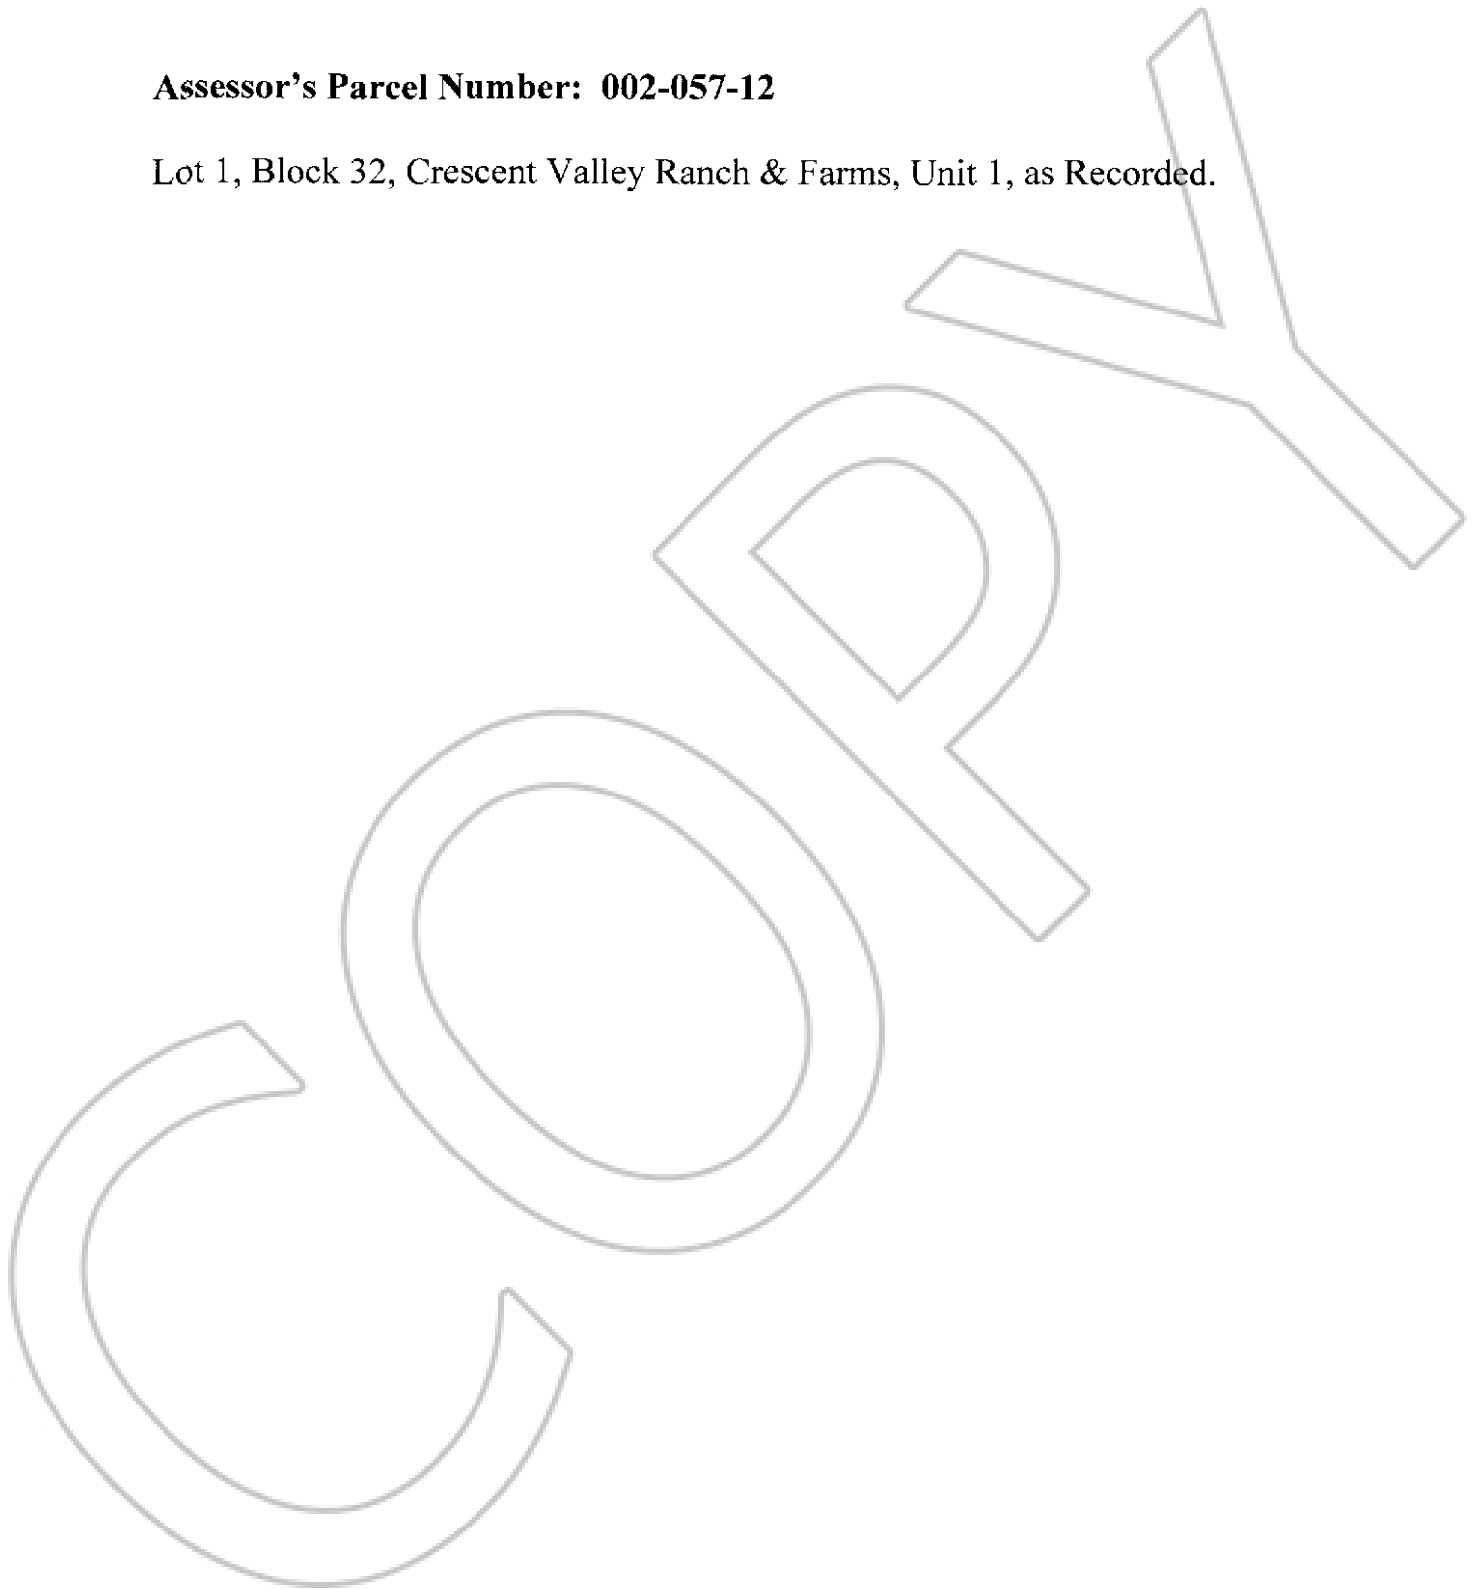 Assessor's Parcel Number: 002-057-12
Lot 1, Block 32, Crescent Valley Ranch & Farms, Unit 1, as Recorded.
COPY